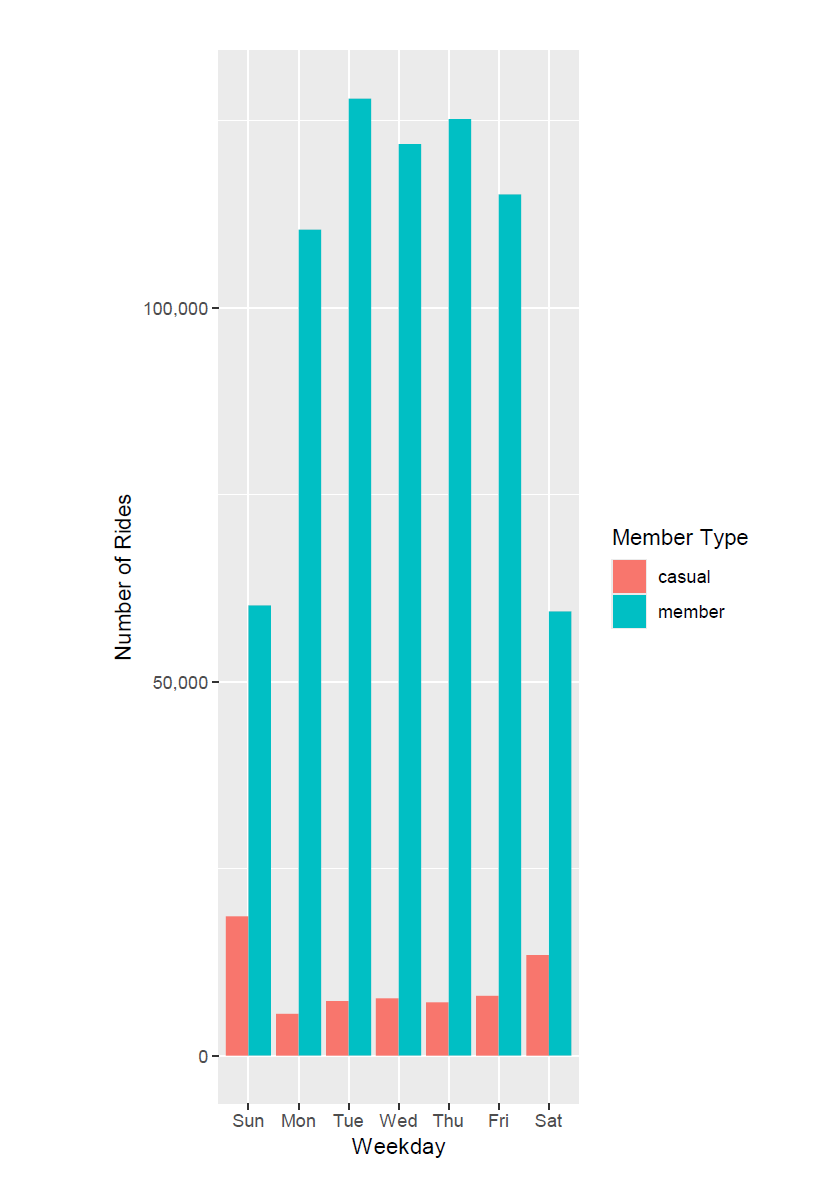 Number of Rides
100,000
50,000
0
Sun Mon Tue Wed Thu Fri Sat
Weekday
Member Type
casual
member